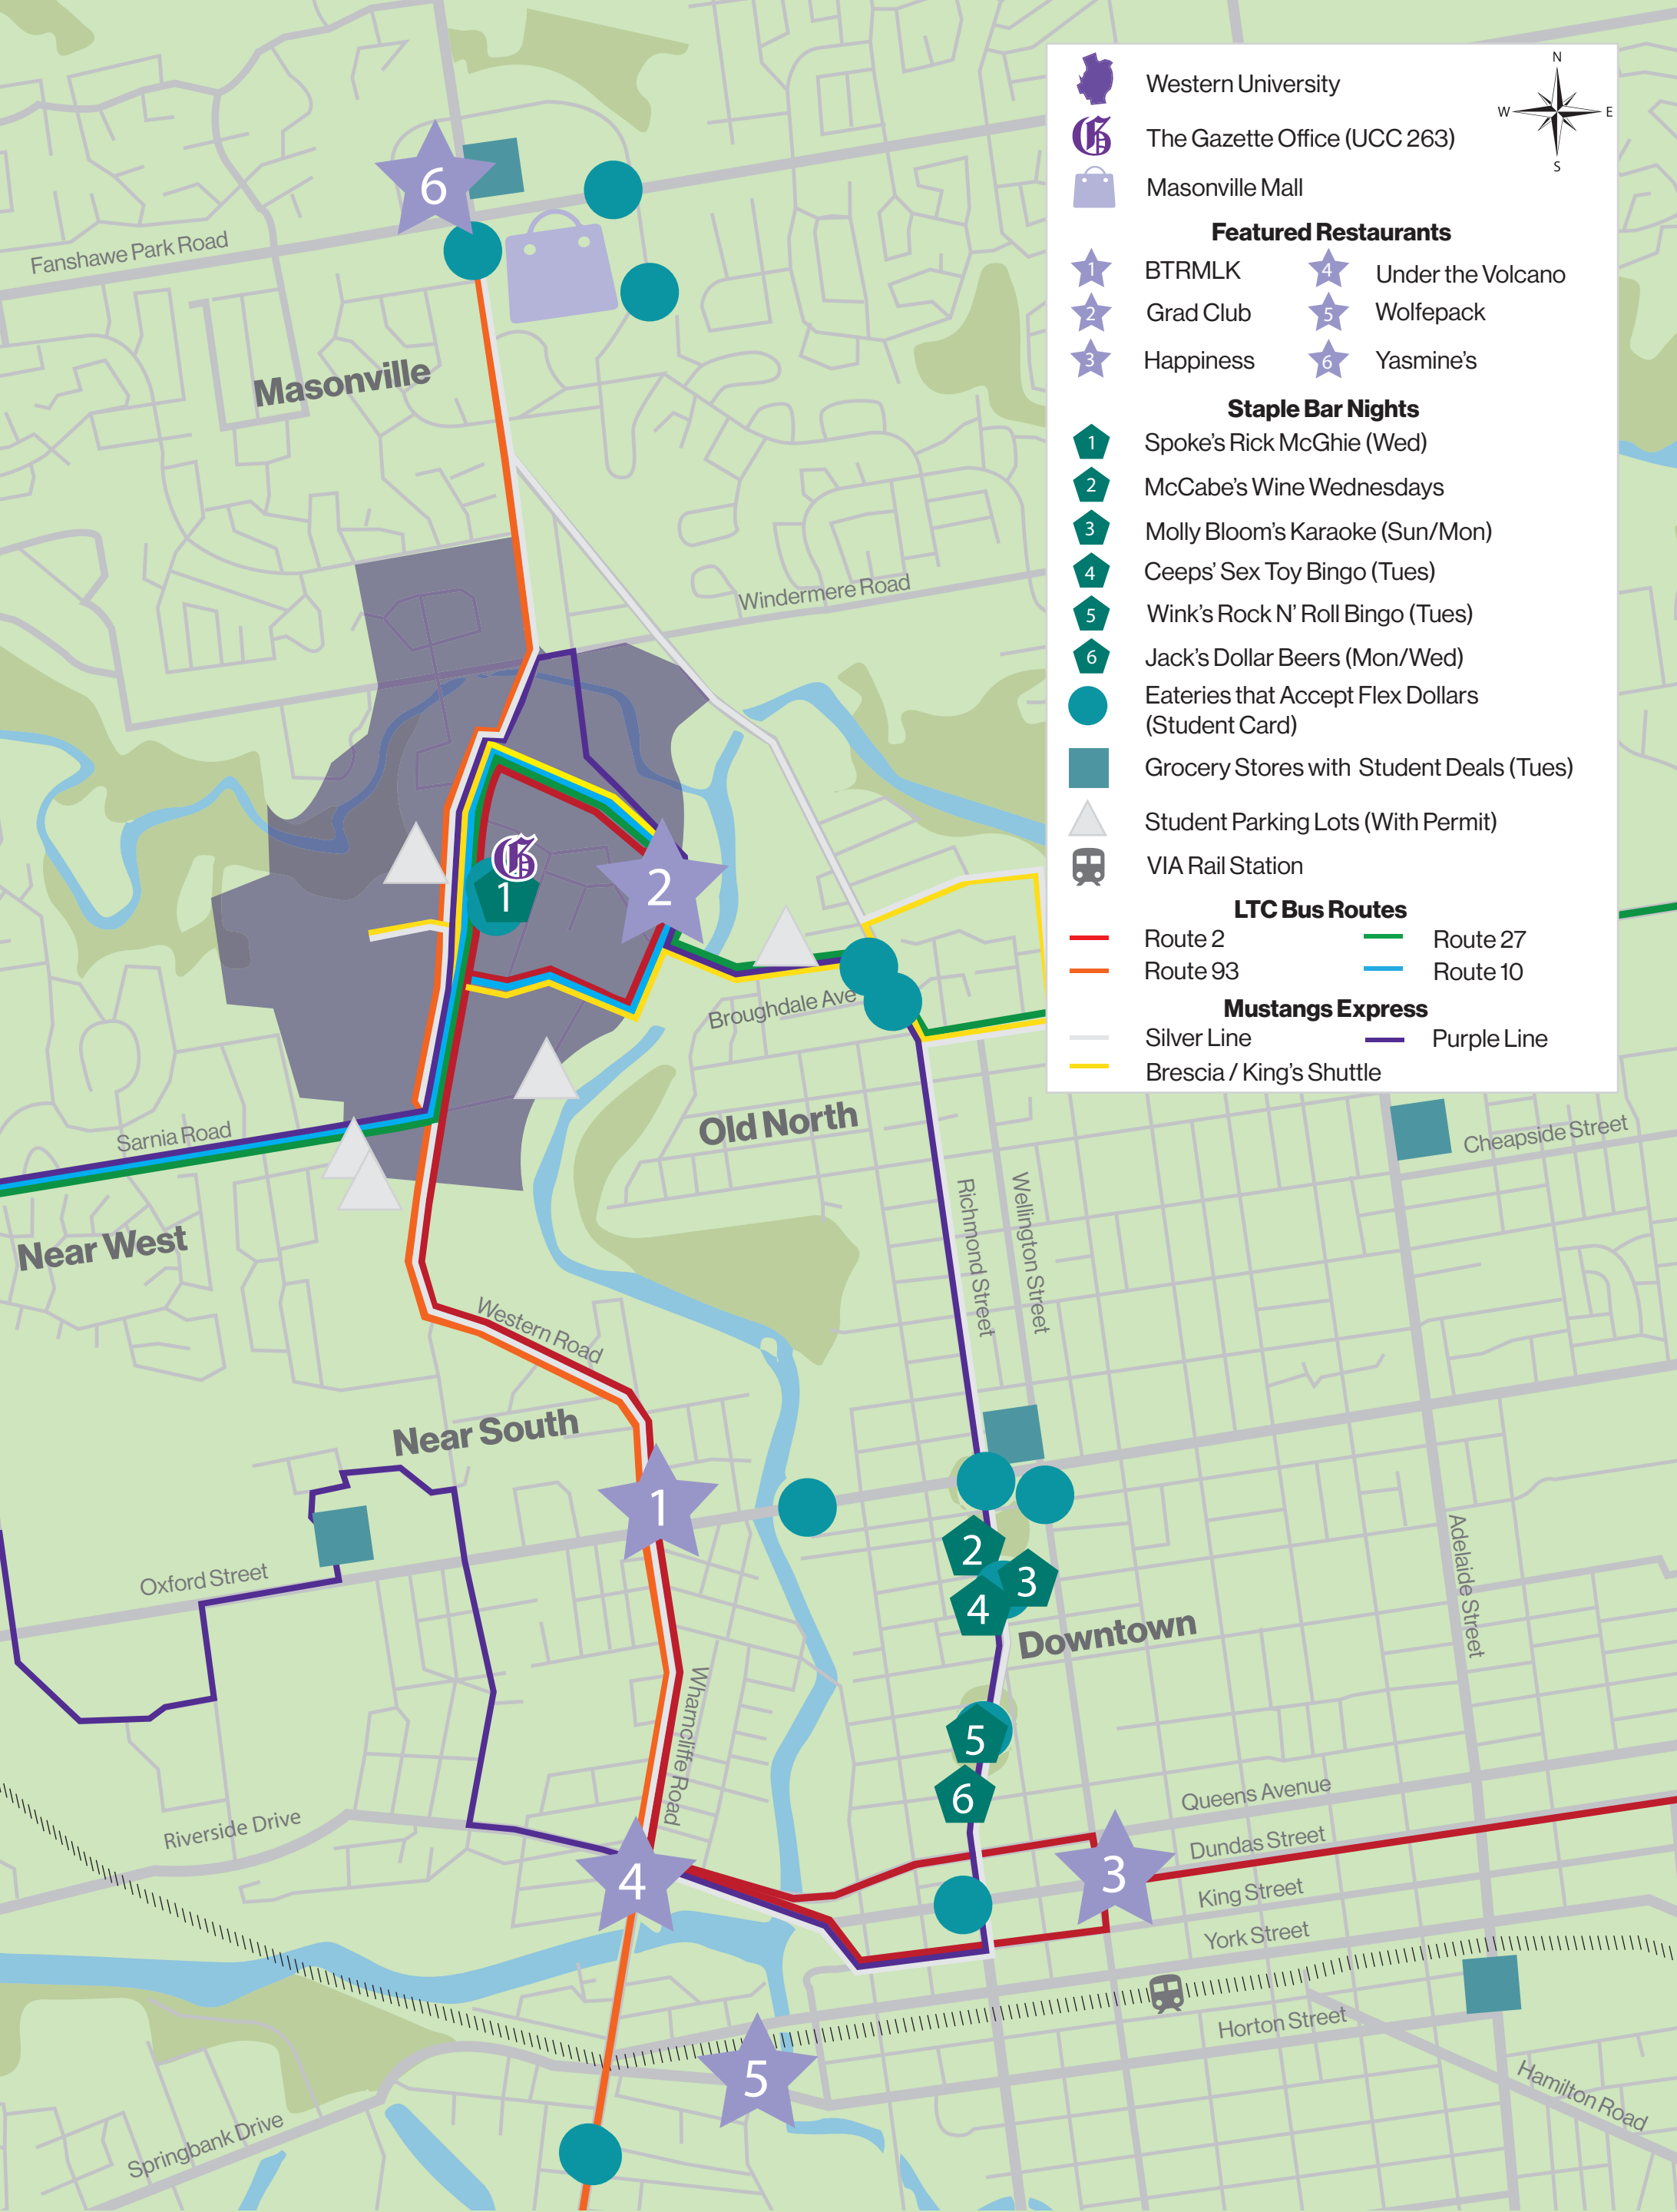 Western University
N
W E
S
G
The Gazette Office (UCC 263)
Masonville Mall
Featured Restaurants
1 BTRMLK
4 Under the Volcano
2 Grad Club
5 Wolfepack
3 Happiness
6 Yasmine's
Staple Bar Nights
1 Spoke's Rick McGhie (Wed)
2 McCabe's Wine Wednesdays
3 Molly Bloom's Karaoke (Sun/Mon)
4 Ceeps' Sex Toy Bingo (Tues)
5 Wink's Rock N' Roll Bingo (Tues)
6 Jack's Dollar Beers (Mon/Wed)
Eateries that Accept Flex Dollars
(Student Card)
Grocery Stores with Student Deals (Tues)
Student Parking Lots (With Permit)
VIA Rail Station
LTC Bus Routes
Route 2
Route 27
Route 93
Route 10
Mustangs Express
Silver Line
Purple Line
Brescia / King's Shuttle
6
Fanshawe Park Road
Masonville
Windermere Road
G
1
2
Broughdale Ave
Sarnia Road
Old North
Cheapside Street
Near West
Richmond Street
Wellington Street
Western Road
Near South
1
Oxford Street
2
3
4
Downtown
Adelaide Street
Wharncliffe Road
5
6
Riverside Drive
Queens Avenue
Dundas Street
4
3
King Street
York Street
Horton Street
5
Hamilton Road
Springbank Drive